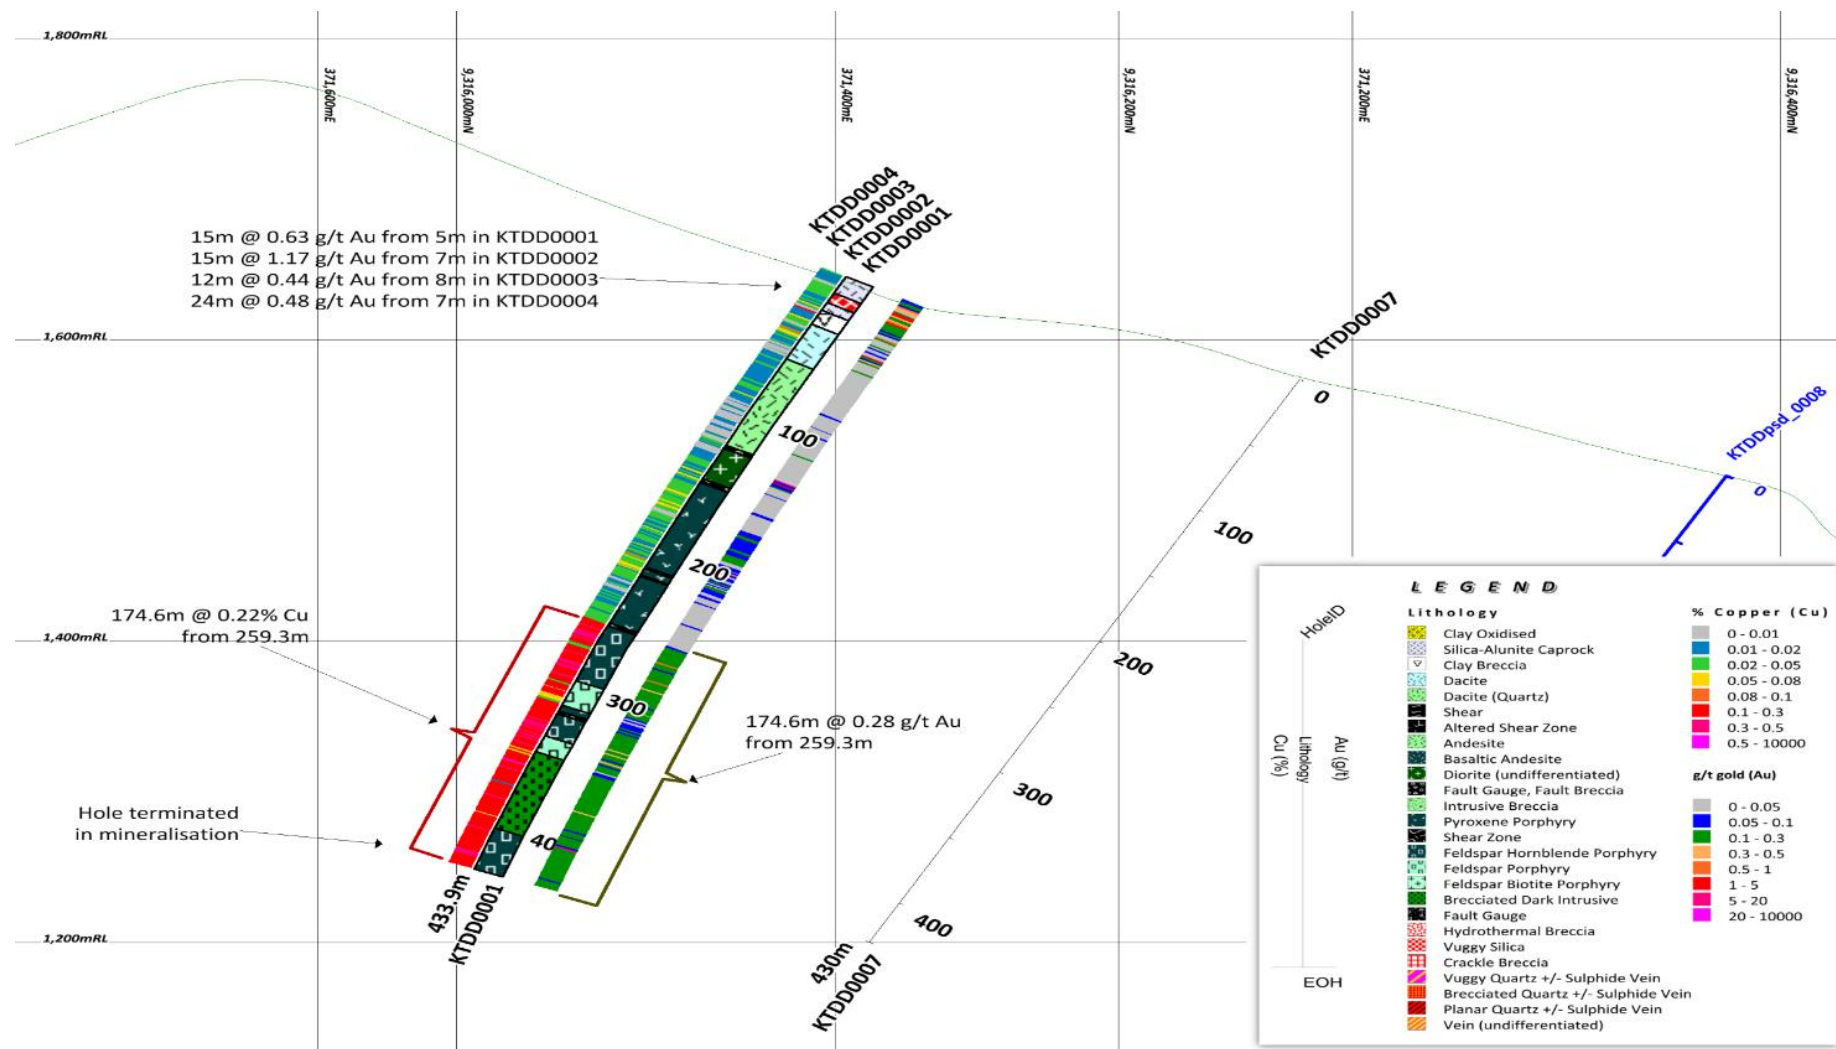 1,800mRL
371,600mE
9,316,000mN
371,400mE
9,316,200mN
371,200mE
9,316,400mN
KTDD0004
KTDD0003
KTDD0002
KTDD0001
15m @ 0.63 g/t Au from 5m in KTDD0001
15m @ 1.17 g/t Au from 7m in KTDD0002
12m @ 0.44 g/t Au from 8m in KTDD0003
24m @ 0.48 g/t Au from 7m in KTDD0004
1,600mRL
KTDD0007
0
KTDDpsd_0008
0
100
100
200
200
174.6m @ 0.22% Cu
from 259.3m
1,400mRL
300
174.6m @ 0.28 g/t Au
from 259.3m
300
Hole terminated
in mineralisation
40
400
433.9m
KTDD0001
1,200mRL
430m
KTDD0007
LEGEND
HoleID
Cu (%)
Lithology
Au (g/t)
EOH
Lithology
Clay Oxidised
Silica-Alunite Caprock
Clay Breccia
Dacite
Dacite (Quartz)
Shear
Altered Shear Zone
Andesite
Basaltic Andesite
Diorite (undifferentiated)
Fault Gauge, Fault Breccia
Intrusive Breccia
Pyroxene Porphyry
Shear Zone
Feldspar Hornblende Porphyry
Feldspar Porphyry
Feldspar Biotite Porphyry
Brecciated Dark Intrusive
Fault Gauge
Hydrothermal Breccia
Vuggy Silica
Crackle Breccia
Vuggy Quartz +/- Sulphide Vein
Brecciated Quartz +/- Sulphide Vein
Planar Quartz +/- Sulphide Vein
Vein (undifferentiated)
% Copper (Cu)
0 - 0.01
0.01 - 0.02
0.02 - 0.05
0.05 - 0.08
0.08 - 0.1
0.1 - 0.3
0.3 - 0.5
0.5 - 10000
g/t gold (Au)
0 - 0.05
0.05 - 0.1
0.1 - 0.3
0.3 - 0.5
0.5 - 1
1 - 5
5 - 20
20 - 10000